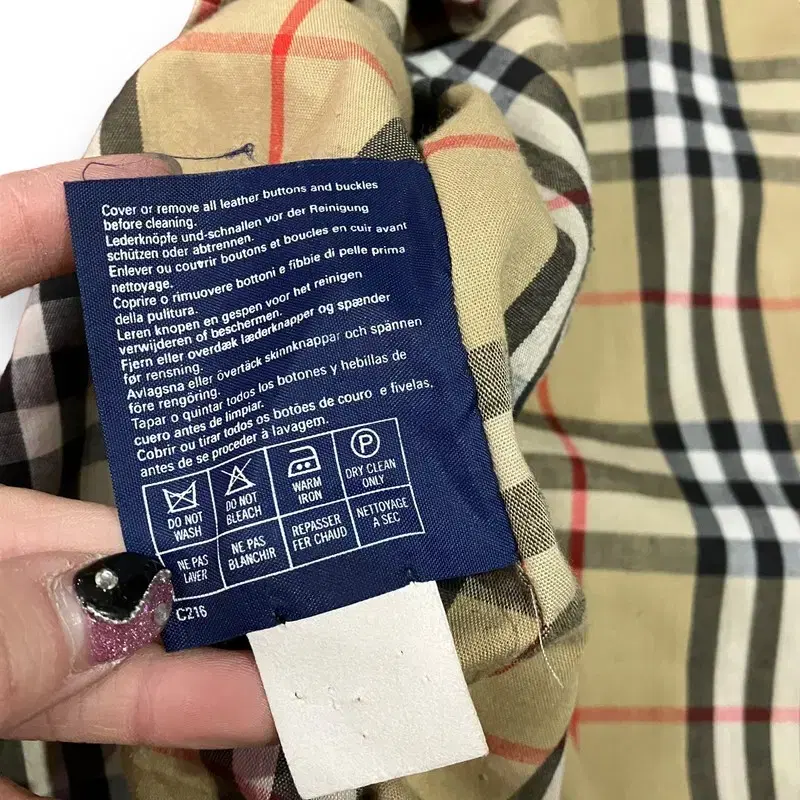 Cover or remove all leather buttons and buckles
before cleaning.
Lederknöpfe und-schnallen vor der Reinigung
schützen oder abtrennen.
Enlever ou couvrir boutons et boucles en cuir avant
nettoyage.
Coprire o rimuovere bottoni e fibbie di pelle prima
della pulitura.
Leren knopen en gespen voor het reinigen
verwijderen of beschermen.
Fjern eller overdæk læderknapper og spænder
før rensning.
Avlagsna eller övertäck skinnknappar och spännen
före rengöring.
Tapar o quintar todos los botones y hebillas de
cuero antes de limpiar.
Cobrir ou tirar todos os botões de couro e fivelas,
antes de se proceder à lavagem.
P
DO NOT
WASH
DO NOT
BLEACH
WARM
IRON
DRY CLEAN
ONLY
NE PAS
LAVER
NE PAS
BLANCHIR
REPASSER
FER CHAUD
NETTOYAGE
A SEC
C216